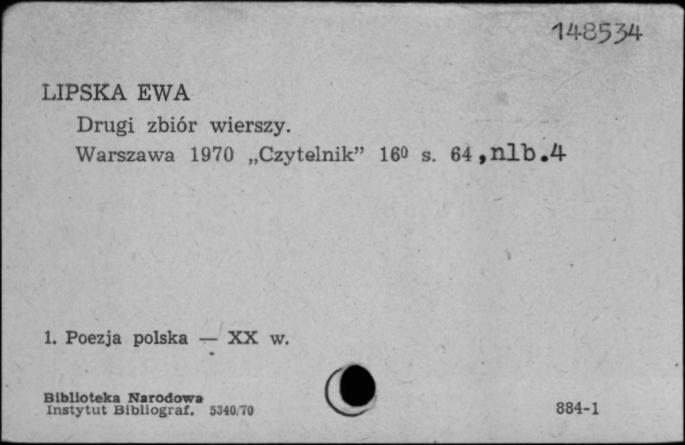 148534
LIPSKA EWA
Drugi zbiór wierszy.
Warszawa 1970 „Czytelnik” 16⁰ s. 64, nlb.4
1. Poezja polska — XX w.
Biblioteka Narodowa
Instytut Bibliograf. 5340/70
884-1